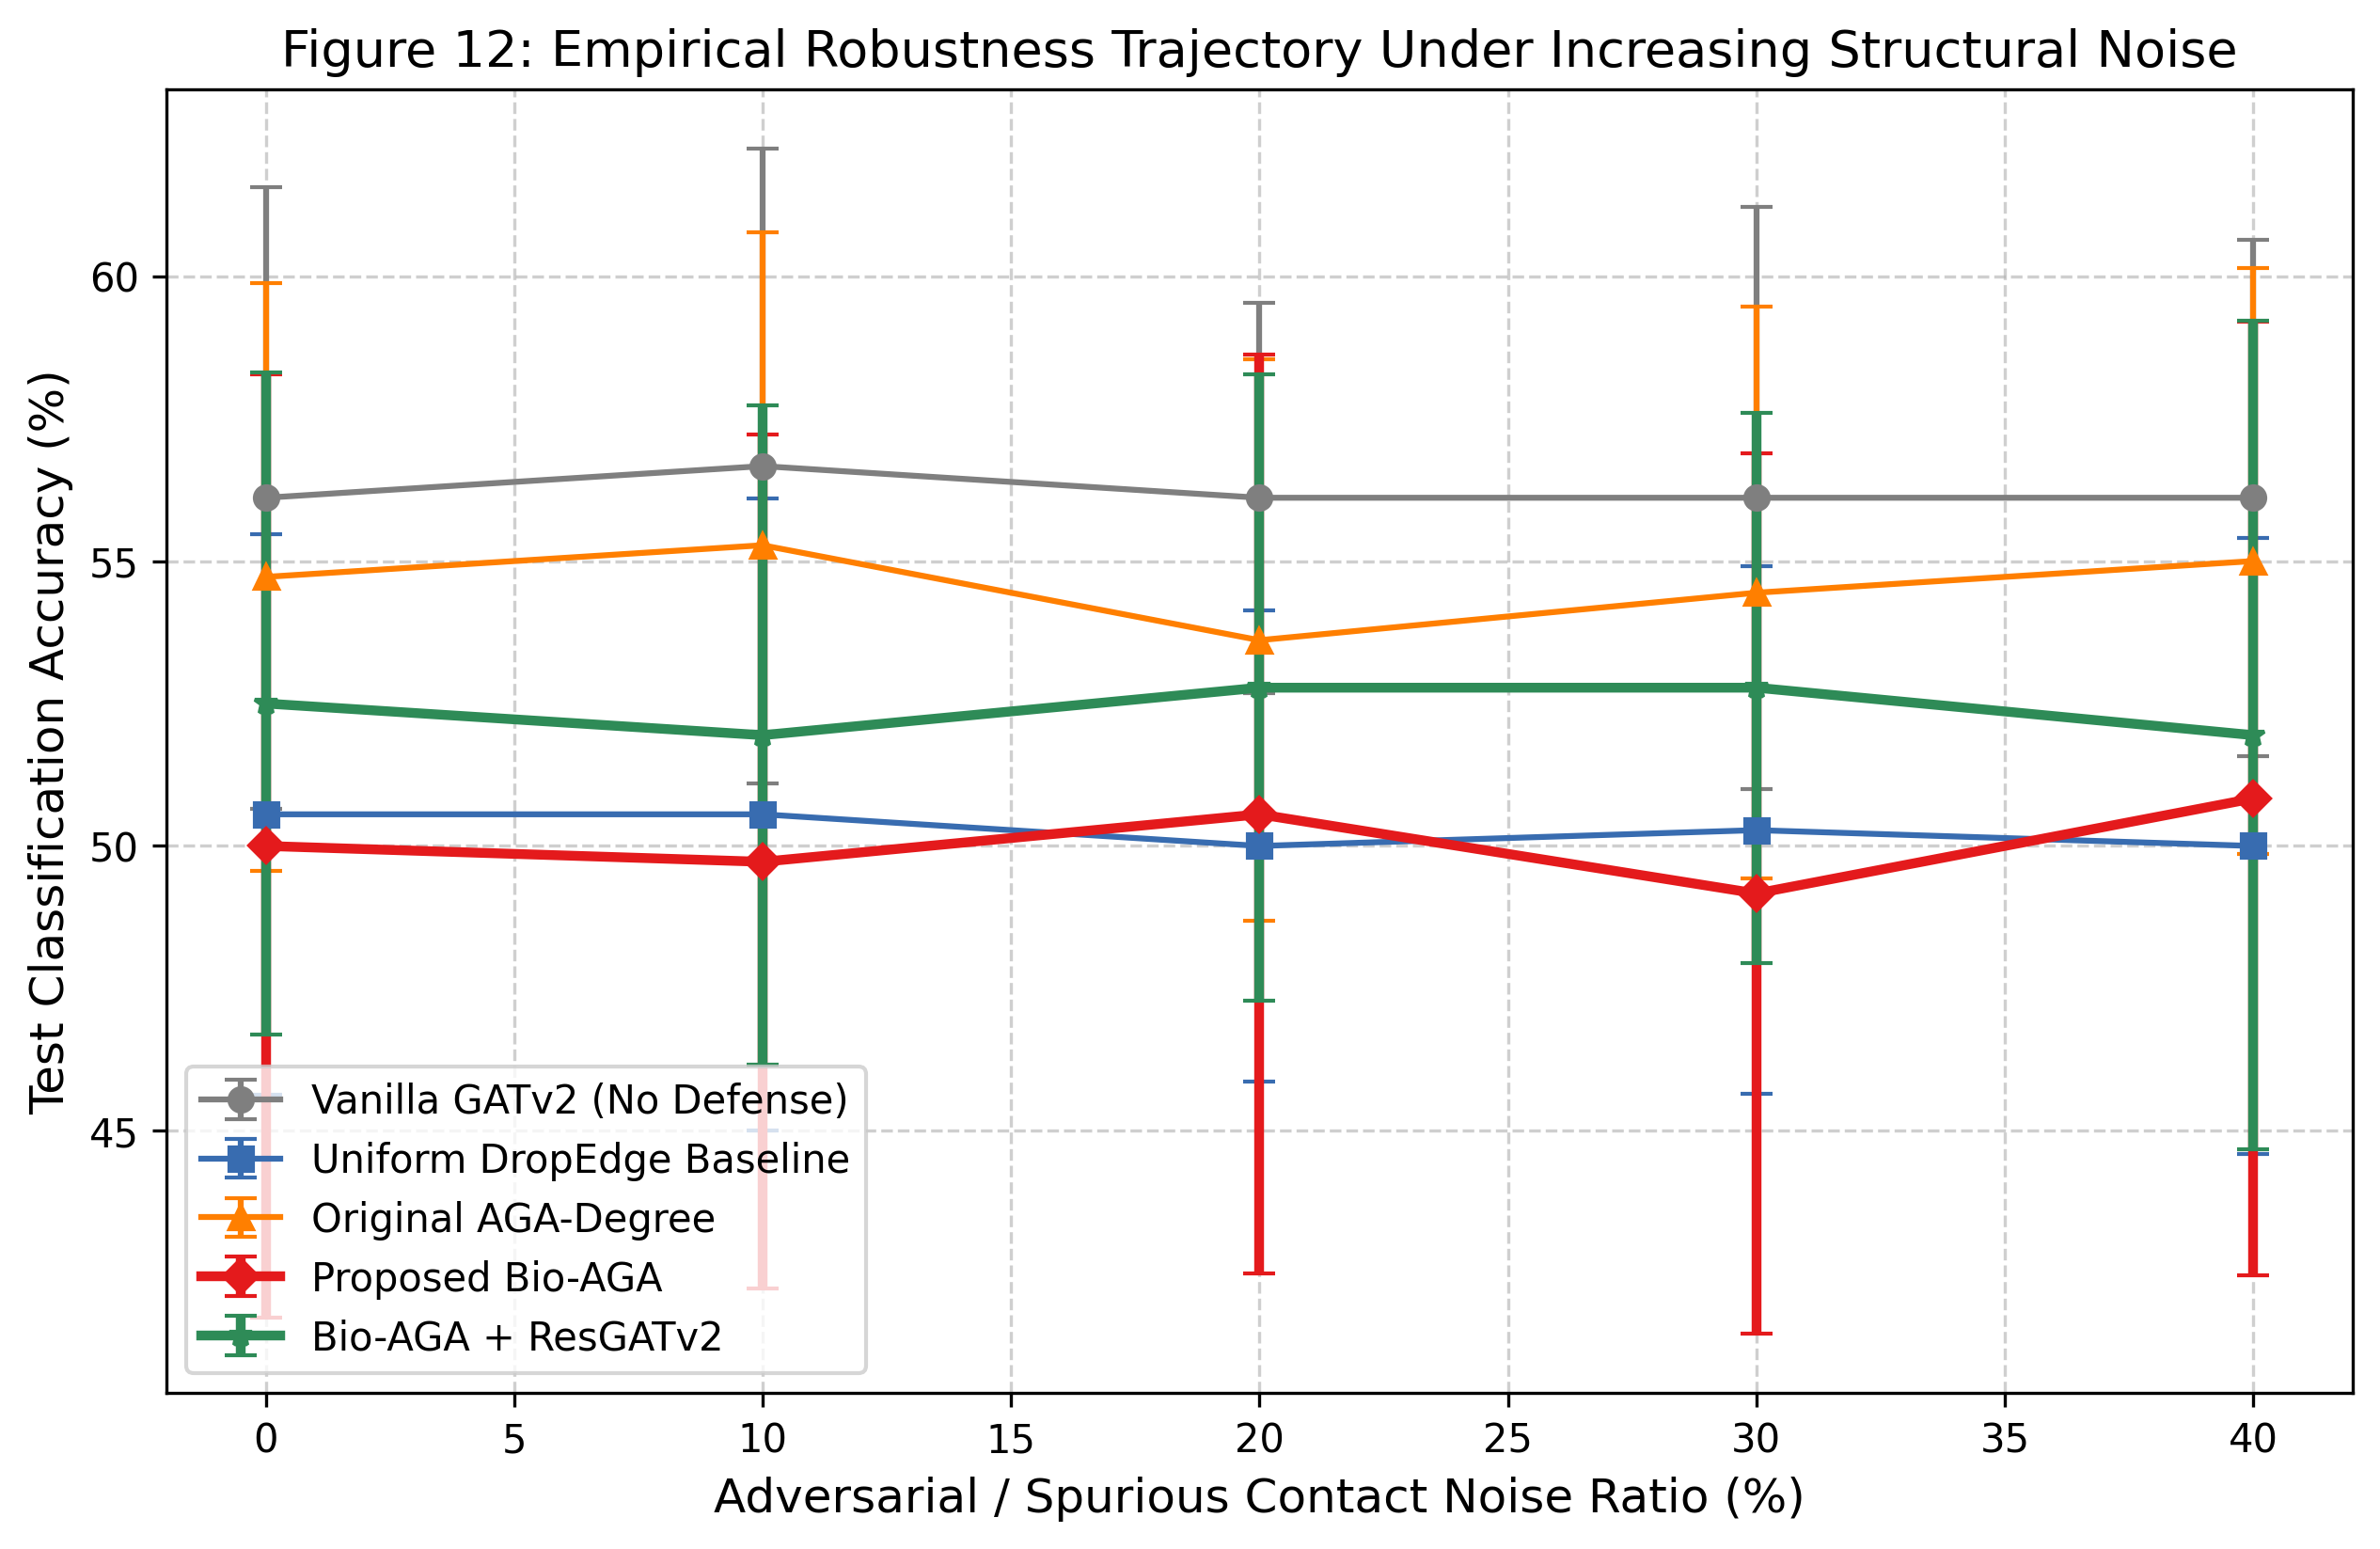 Figure 12: Empirical Robustness Trajectory Under Increasing Structural Noise
Test Classification Accuracy (%)
60
55
50
45
Vanilla GATv2 (No Defense)
Uniform DropEdge Baseline
Original AGA-Degree
Proposed Bio-AGA
Bio-AGA + ResGATv2
0 5 10 15 20 25 30 35 40
Adversarial / Spurious Contact Noise Ratio (%)